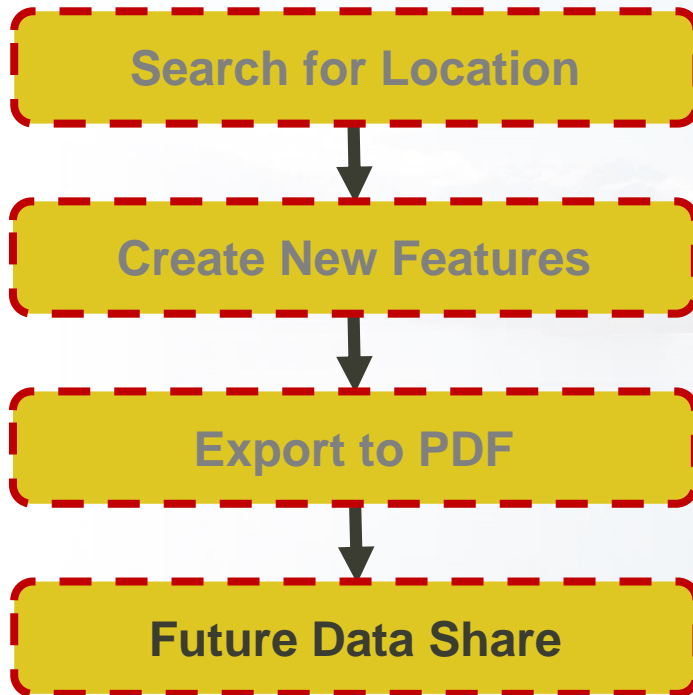 Search for Location
Create New Features
Export to PDF
Future Data Share